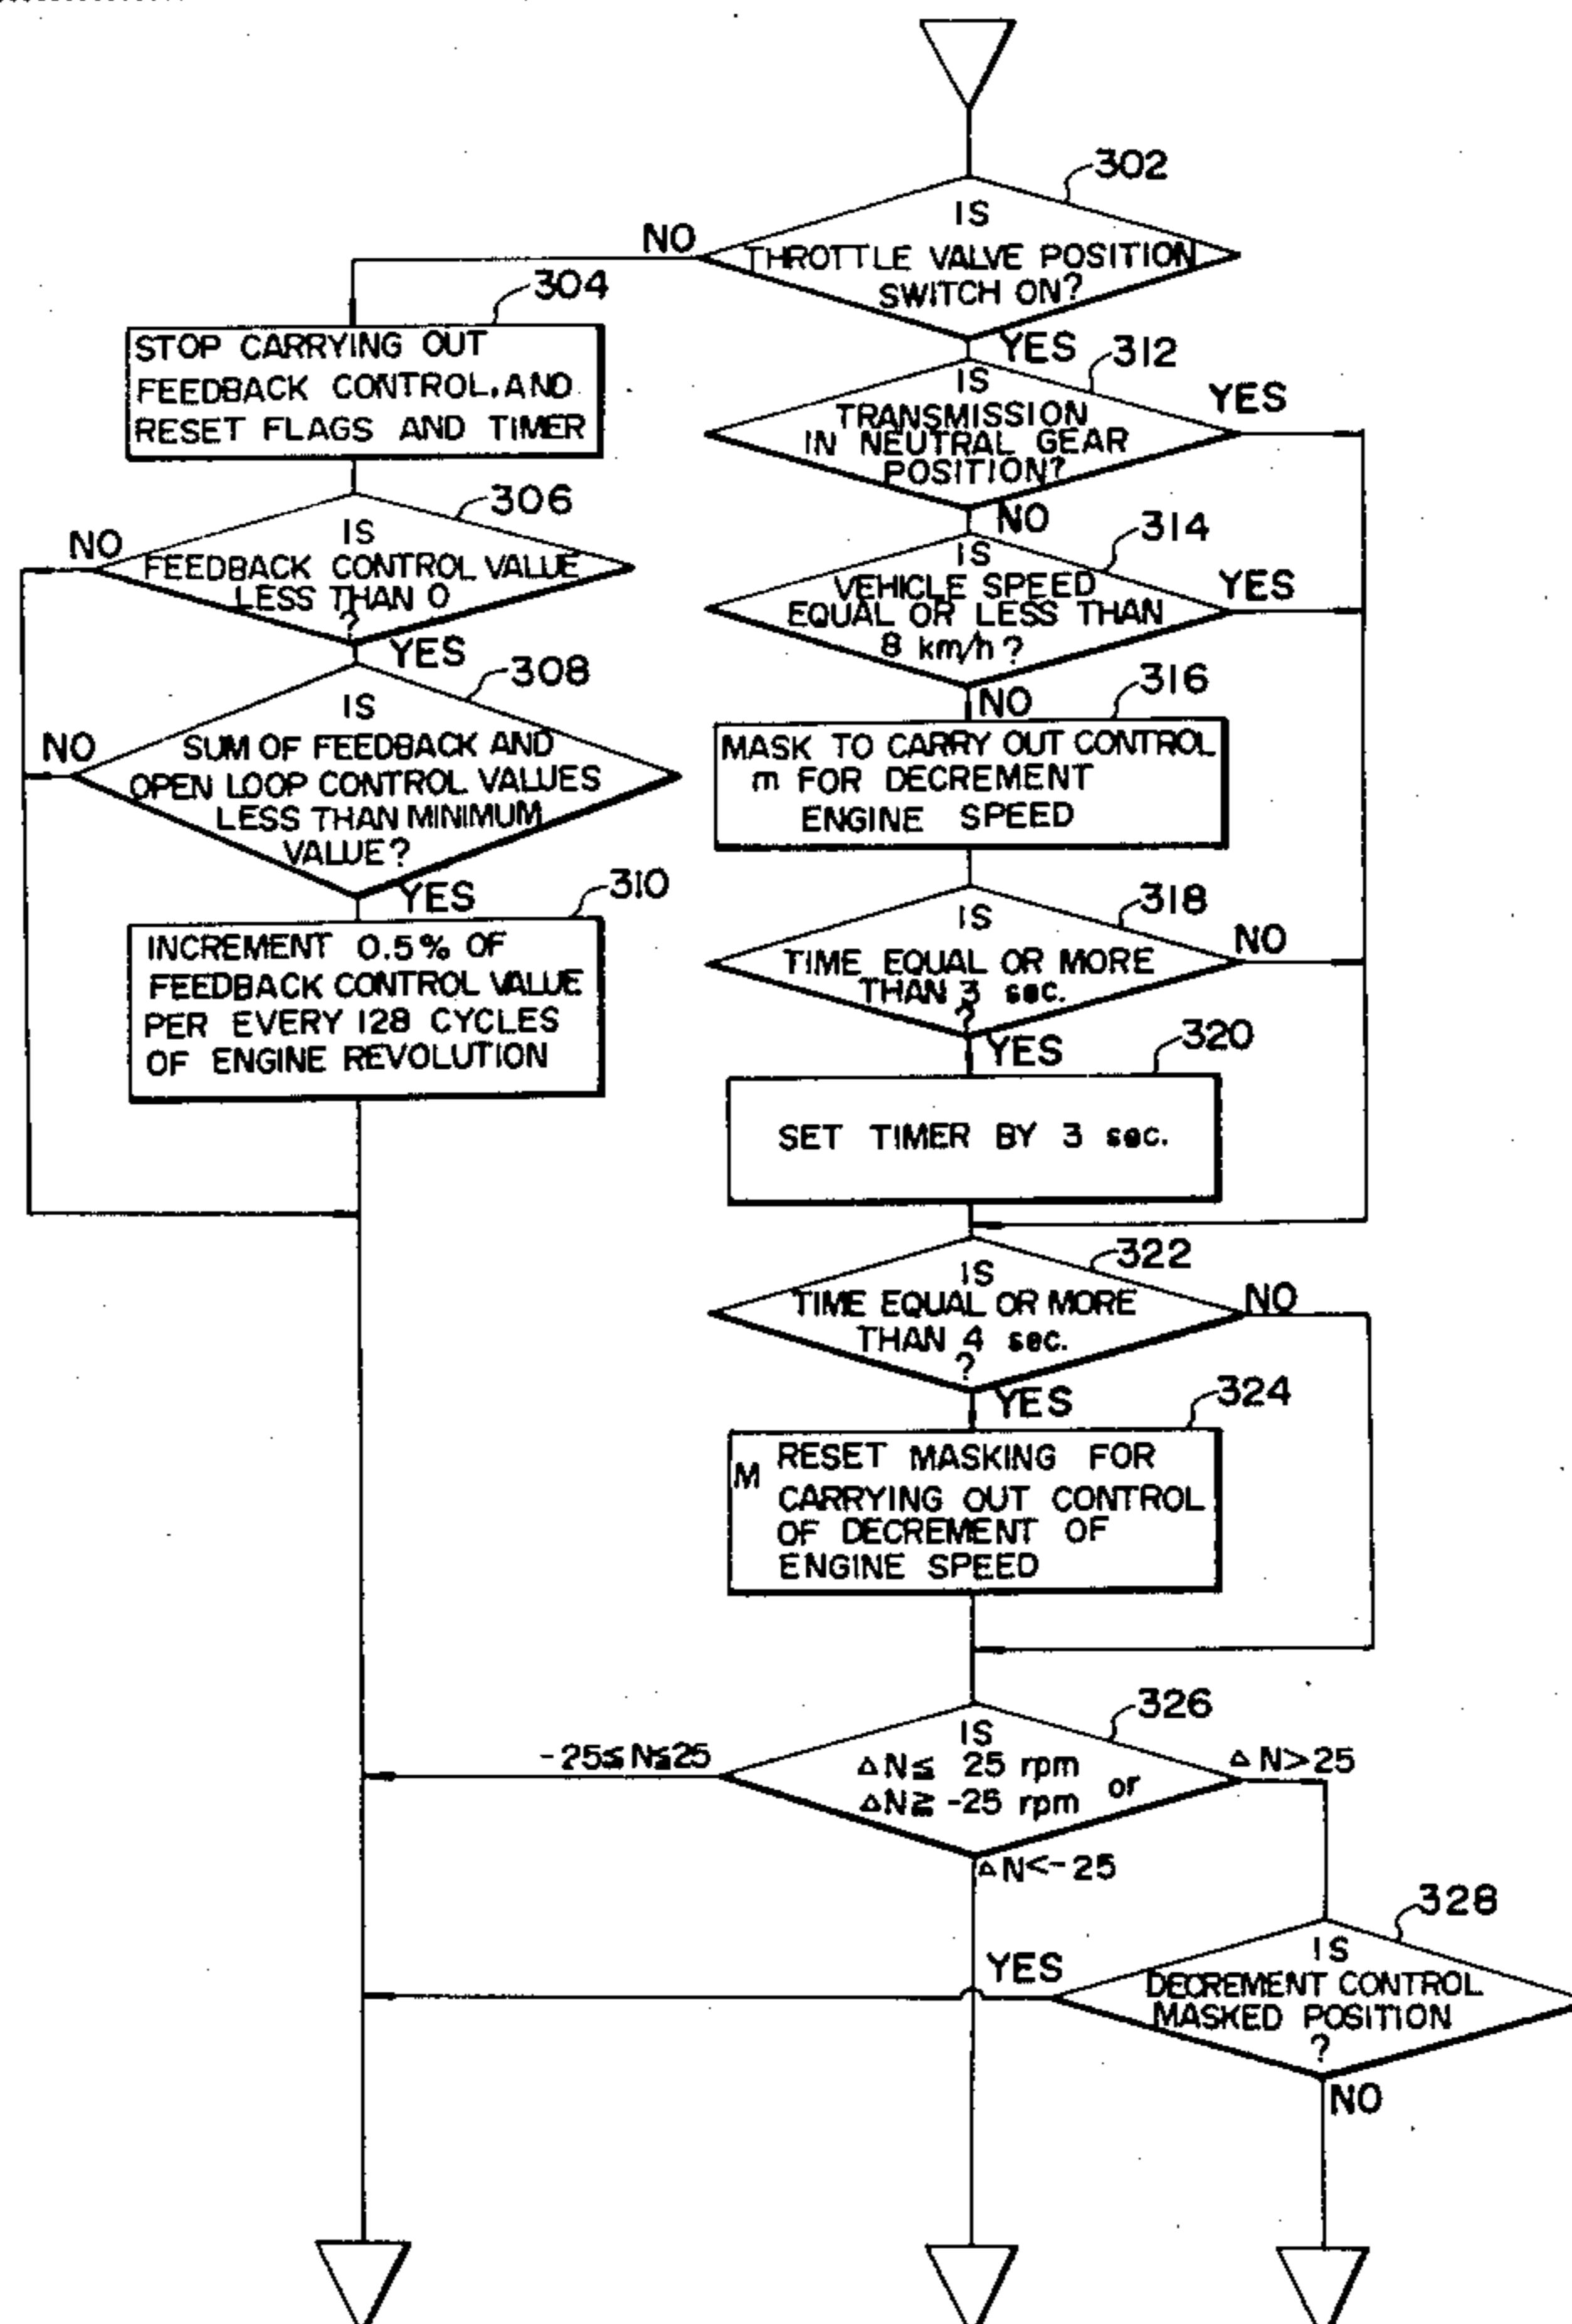 302
IS
THROTTLE VALVE POSITION
SWITCH ON?
NO
YES
304
STOP CARRYING OUT
FEEDBACK CONTROL, AND
RESET FLAGS AND TIMER
306
IS
FEEDBACK CONTROL VALUE
LESS THAN 0
?
NO
YES
308
IS
SUM OF FEEDBACK AND
OPEN LOOP CONTROL VALUES
LESS THAN MINIMUM
VALUE?
NO
YES
310
INCREMENT 0.5% OF
FEEDBACK CONTROL VALUE
PER EVERY 128 CYCLES
OF ENGINE REVOLUTION
312
IS
TRANSMISSION
IN NEUTRAL GEAR
POSITION?
YES
NO
314
IS
VEHICLE SPEED
EQUAL OR LESS THAN
8 km/h?
YES
NO
316
MASK TO CARRY OUT CONTROL
m FOR DECREMENT
ENGINE SPEED
318
IS
TIME EQUAL OR MORE
THAN 3 sec.
?
NO
YES
320
SET TIMER BY 3 sec.
322
IS
TIME EQUAL OR MORE
THAN 4 sec.
?
NO
YES
324
M RESET MASKING FOR
CARRYING OUT CONTROL
OF DECREMENT OF
ENGINE SPEED
326
IS
ΔN≦ 25 rpm
or
ΔN≧ -25 rpm
-25≦N≦25
ΔN>25
ΔN<-25
328
IS
DECREMENT CONTROL
MASKED POSITION
?
YES
NO